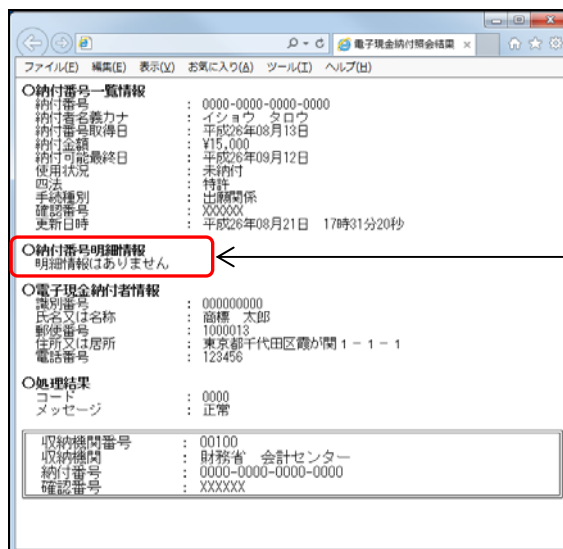 電子現金納付照会結果
ファイル(F) 編集(E) 表示(V) お気に入り(A) ツール(T) ヘルプ(H)
○納付番号一覧情報
納付番号 : 0000-0000-0000-0000
納付者名義カナ : イショウ タロウ
納付番号取得日 : 平成26年08月13日
納付金額 : ¥15,000
納付可能最終日 : 平成26年09月12日
使用状況 : 未納付
四法 : 特許
手続種別 : 出願関係
確認番号 : XXXXXX
更新日時 : 平成26年08月21日 17時31分20秒
○納付番号明細情報
明細情報はありません
○電子現金納付者情報
識別番号 : 000000000
氏名又は名称 : 商標 太郎
郵便番号 : 1000013
住所又は居所 : 東京都千代田区霞が関1-1-1
電話番号 : 123456
○処理結果
コード : 0000
メッセージ : 正常
収納機関番号 : 00100
収納機関 : 財務省 会計センター
納付番号 : 0000-0000-0000-0000
確認番号 : XXXXXX